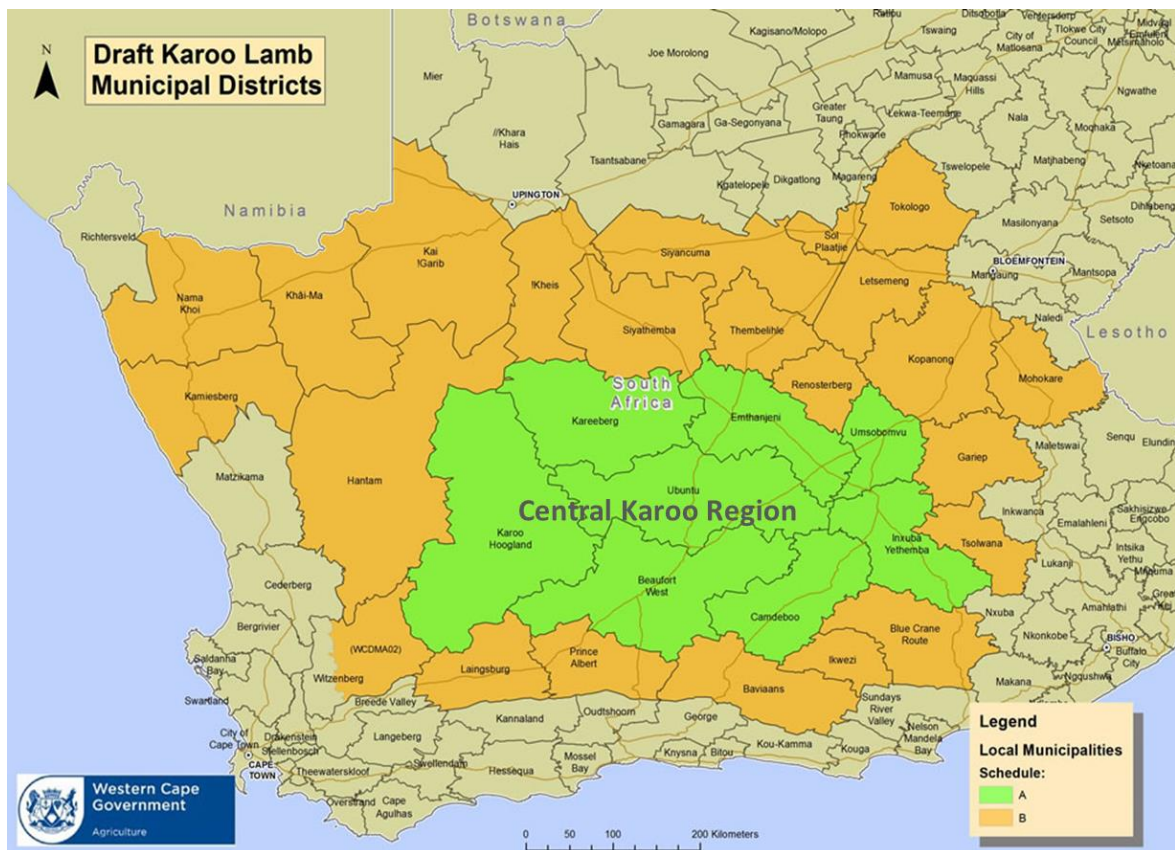 Draft Karoo Lamb
Municipal Districts
N
Botswana
Namibia
Lesotho
South
Africa
Central Karoo Region
Mier
//Khara
Hais
Joe Morolong
Kagisano/Molopo
Ratlou
Tswaing
Ditsobotla
Ventersdorp
Tlokwe City
Council
City of
Matlosana
Midvaal
Emfuleni
Metsimaholo
Gamagara
Ga-Segonyana
Greater
Taung
Mamusa
Maquassi
Hills
Lekwa-Teemane
Phokwane
Nala
Moqhaka
Ngwathe
Tsantsabane
Kgatelopele
Dikgatlong
Magareng
Tswelopele
Matjhabeng
Nketoana
Richtersveld
UPINGTON
Tokologo
Masilonyana
Setsoto
Dihlabeng
Nama
Khoi
Khâi-Ma
Kai
!Garib
!Kheis
Siyancuma
Sol
Plaatjie
Letsemeng
BLOEMFONTEIN
Mangaung
Mantsopa
Naledi
Siyathemba
Thembelihle
Kopanong
Mohokare
Kamiesberg
Renosterberg
Kareeberg
Emthanjeni
Umsobomvu
Gariep
Maletswai
Senqu
Elundin
Matzikama
Hantam
Ubuntu
Inkwanca
Sakhisizwe
Engcobo
Emalahleni
Karoo
Hoogland
Inxuba
Yethemba
Tsolwana
Lukanji
Intsika
Yethu
Mnquma
Great
Cederberg
Beaufort
West
Camdeboo
Nxuba
Amahlathi
Bergrivier
Blue Crane
Route
Nkonkobe
BISHO
Buffalo
City
(WCDMA02)
Laingsburg
Prince
Albert
Ikwezi
Ngqushwa
Saldanha
Bay
Witzenberg
Baviaans
Makana
Swartland
Breede Valley
Kannaland
Oudtshoorn
George
Sundays
River
Valley
City of
Cape Town
Drakenstein
Stellenbosch
Langeberg
Mossel
Bay
Knysna
Bitou
Kou-Kamma
Kouga
Nelson
Mandela
Bay
CAPE
TOWN
Theewaterskloof
Swellendam
Hessequa
Overstrand
Cape
Agulhas
Legend
Local Municipalities
Schedule:
A
B
Western Cape
Government
Agriculture
0 50 100 200 Kilometers